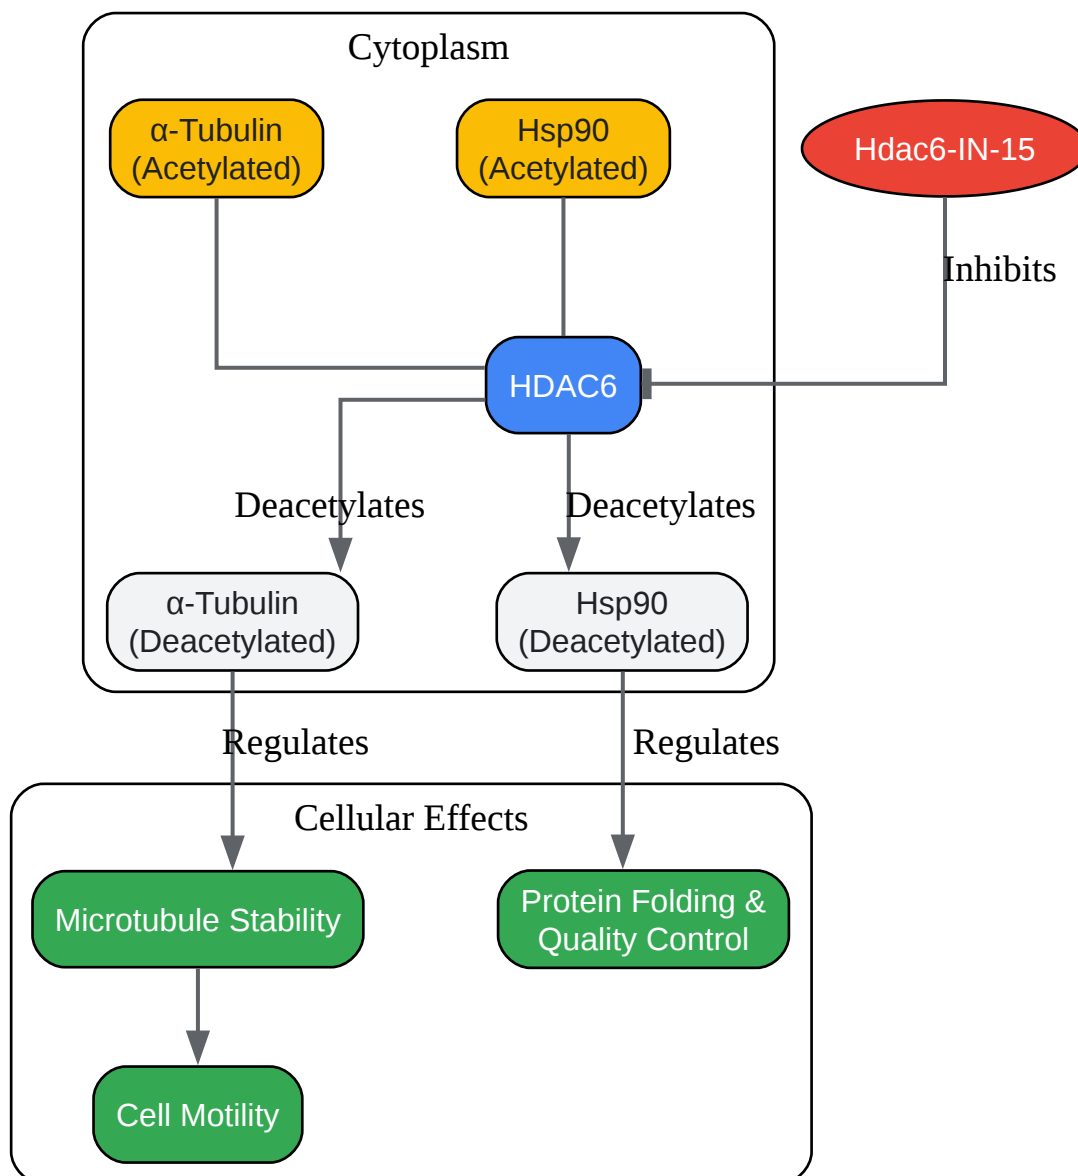 Cytoplasm
α-Tubulin
(Acetylated)
Hsp90
(Acetylated)
Hdac6-IN-15
Inhibits
HDAC6
Deacetylates
Deacetylates
α-Tubulin
(Deacetylated)
Hsp90
(Deacetylated)
Regulates
Regulates
Cellular Effects
Microtubule Stability
Protein Folding &
Quality Control
Cell Motility